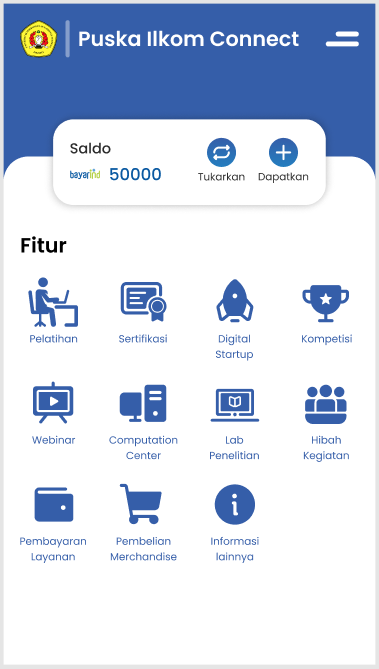 Puska Ilkom Connect
Saldo
bayarind 50000
Tukarkan Dapatkan
Fitur
Pelatihan Sertifikasi Digital Startup Kompetisi
Webinar Computation Center Lab Penelitian Hibah Kegiatan
Pembayaran Layanan Pembelian Merchandise Informasi lainnya